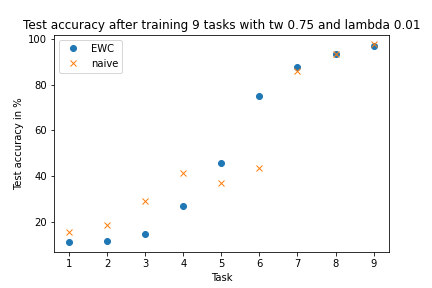 Test accuracy after training 9 tasks with tw 0.75 and lambda 0.01
100
80
60
40
20
Test accuracy in %
EWC
naive
1 2 3 4 5 6 7 8 9
Task